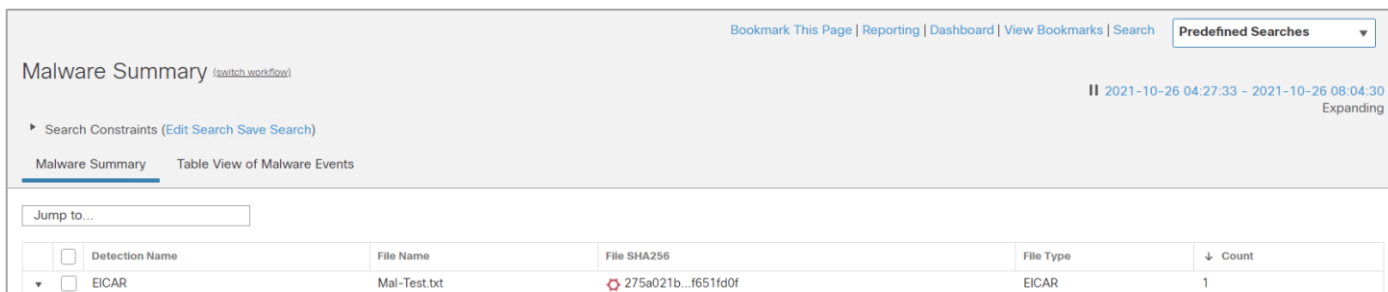 Bookmark This Page | Reporting | Dashboard | View Bookmarks | Search
Predefined Searches
Malware Summary (switch workflow)
2021-10-26 04:27:33 - 2021-10-26 08:04:30
Expanding
Search Constraints (Edit Search Save Search)
Malware Summary Table View of Malware Events
Jump to...
Detection Name File Name File SHA256 File Type ↓ Count
EICAR Mal-Test.txt 275a021b...f651fd0f EICAR 1